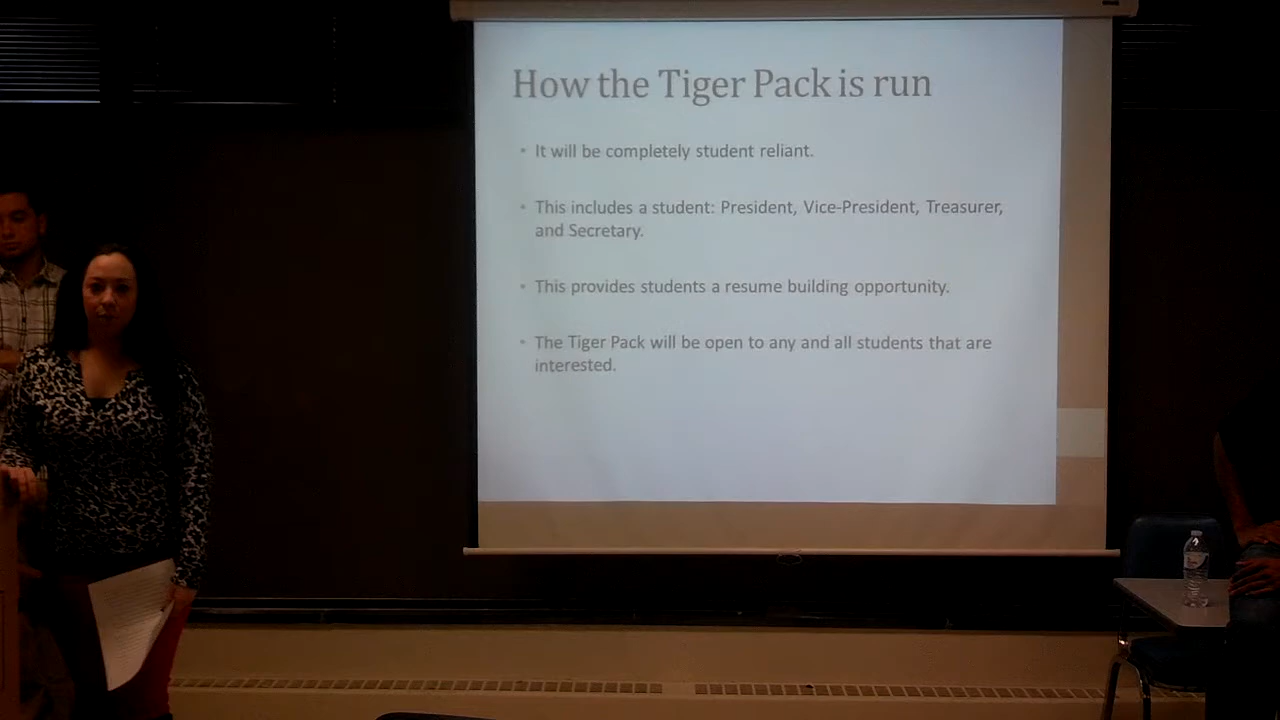 How the Tiger Pack is run
• It will be completely student reliant.
• This includes a student: President, Vice-President, Treasurer,
and Secretary.
• This provides students a resume building opportunity.
• The Tiger Pack will be open to any and all students that are
interested.